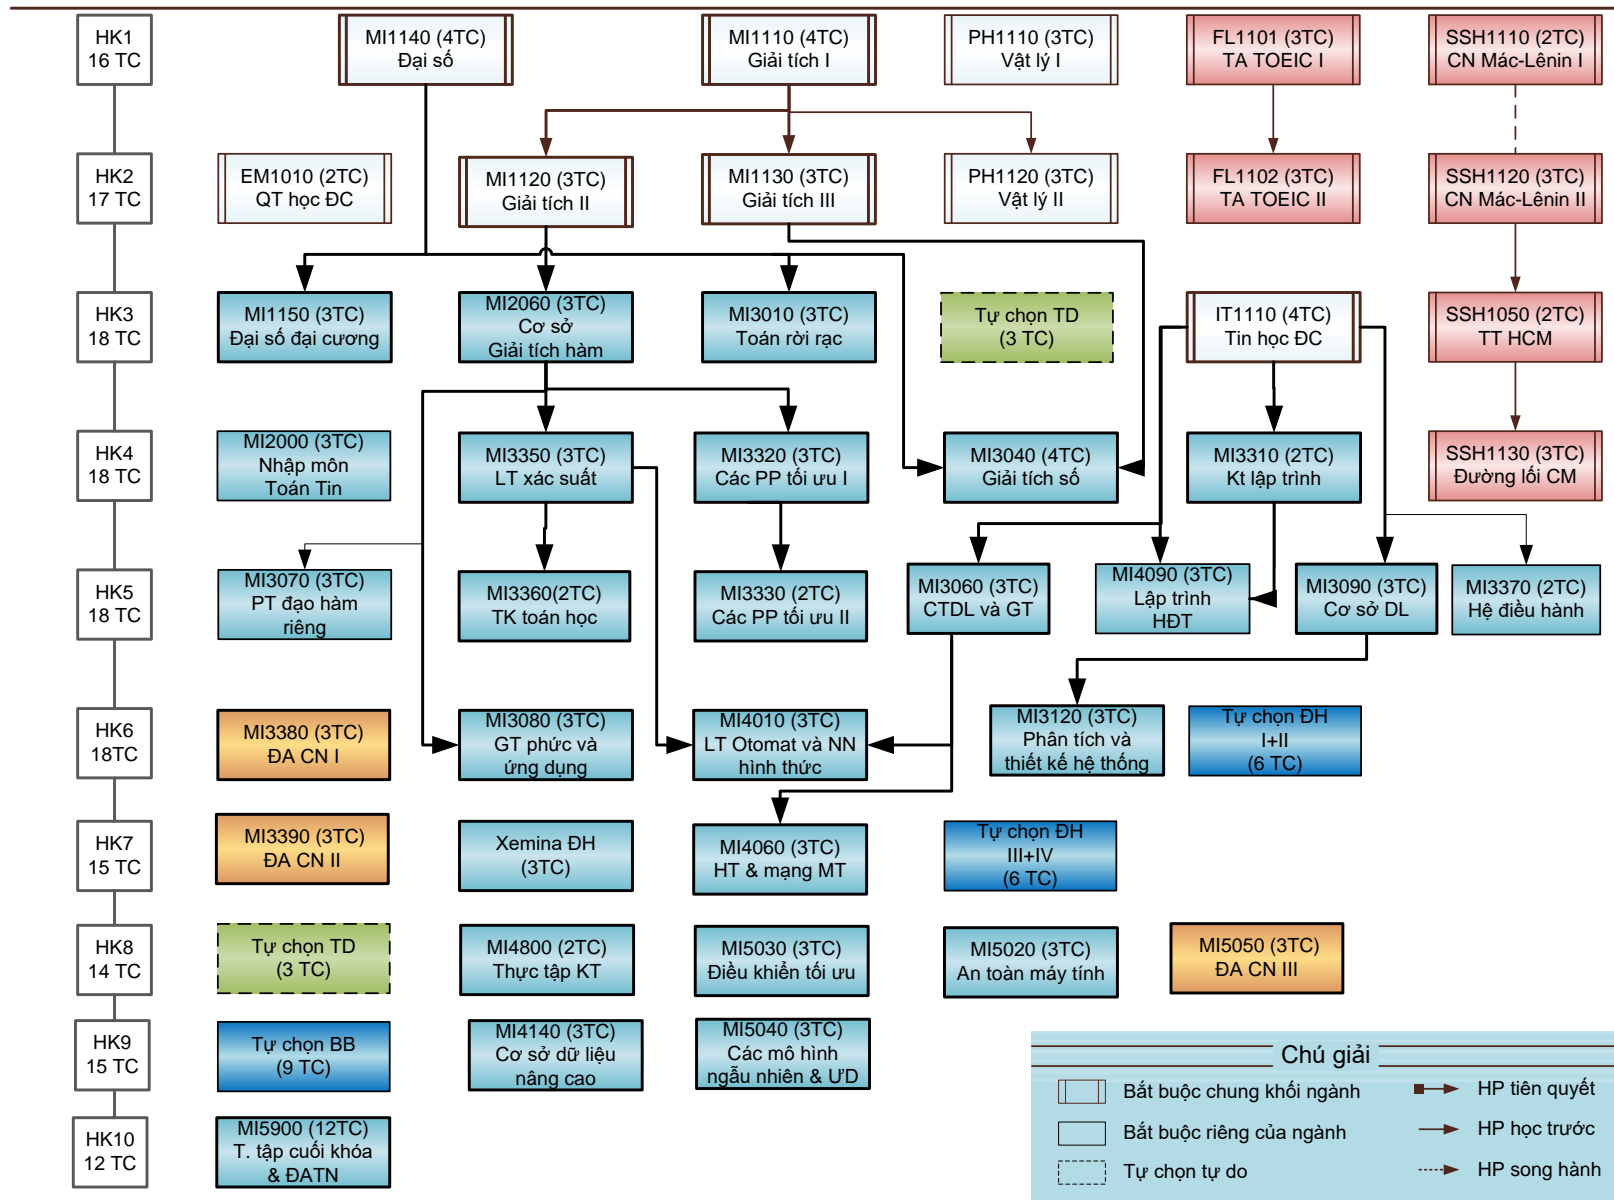 HK1
16 TC
MI1140 (4TC)
Đại số
MI1110 (4TC)
Giải tích I
PH1110 (3TC)
Vật lý I
FL1101 (3TC)
TA TOEIC I
SSH1110 (2TC)
CN Mác-Lênin I
HK2
17 TC
EM1010 (2TC)
QT học ĐC
MI1120 (3TC)
Giải tích II
MI1130 (3TC)
Giải tích III
PH1120 (3TC)
Vật lý II
FL1102 (3TC)
TA TOEIC II
SSH1120 (3TC)
CN Mác-Lênin II
HK3
18 TC
MI1150 (3TC)
Đại số đại cương
MI2060 (3TC)
Cơ sở
Giải tích hàm
MI3010 (3TC)
Toán rời rạc
Tự chọn TD
(3 TC)
IT1110 (4TC)
Tin học ĐC
SSH1050 (2TC)
TT HCM
HK4
18 TC
MI2000 (3TC)
Nhập môn
Toán Tin
MI3350 (3TC)
LT xác suất
MI3320 (3TC)
Các PP tối ưu I
MI3040 (4TC)
Giải tích số
MI3310 (2TC)
Kt lập trình
SSH1130 (3TC)
Đường lối CM
HK5
18 TC
MI3070 (3TC)
PT đạo hàm
riêng
MI3360(2TC)
TK toán học
MI3330 (2TC)
Các PP tối ưu II
MI3060 (3TC)
CTDL và GT
MI4090 (3TC)
Lập trình
HĐT
MI3090 (3TC)
Cơ sở DL
MI3370 (2TC)
Hệ điều hành
HK6
18TC
MI3380 (3TC)
ĐA CN I
MI3080 (3TC)
GT phức và
ứng dụng
MI4010 (3TC)
LT Otomat và NN
hình thức
MI3120 (3TC)
Phân tích và
thiết kế hệ thống
Tự chọn ĐH
I+II
(6 TC)
HK7
15 TC
MI3390 (3TC)
ĐA CN II
Xemina ĐH
(3TC)
MI4060 (3TC)
HT & mạng MT
Tự chọn ĐH
III+IV
(6 TC)
HK8
14 TC
Tự chọn TD
(3 TC)
MI4800 (2TC)
Thực tập KT
MI5030 (3TC)
Điều khiển tối ưu
MI5020 (3TC)
An toàn máy tính
MI5050 (3TC)
ĐA CN III
HK9
15 TC
Tự chọn BB
(9 TC)
MI4140 (3TC)
Cơ sở dữ liệu
nâng cao
MI5040 (3TC)
Các mô hình
ngẫu nhiên & ƯD
HK10
12 TC
MI5900 (12TC)
T. tập cuối khóa
& ĐATN
Chú giải
Bắt buộc chung khối ngành
HP tiên quyết
Bắt buộc riêng của ngành
HP học trước
Tự chọn tự do
HP song hành